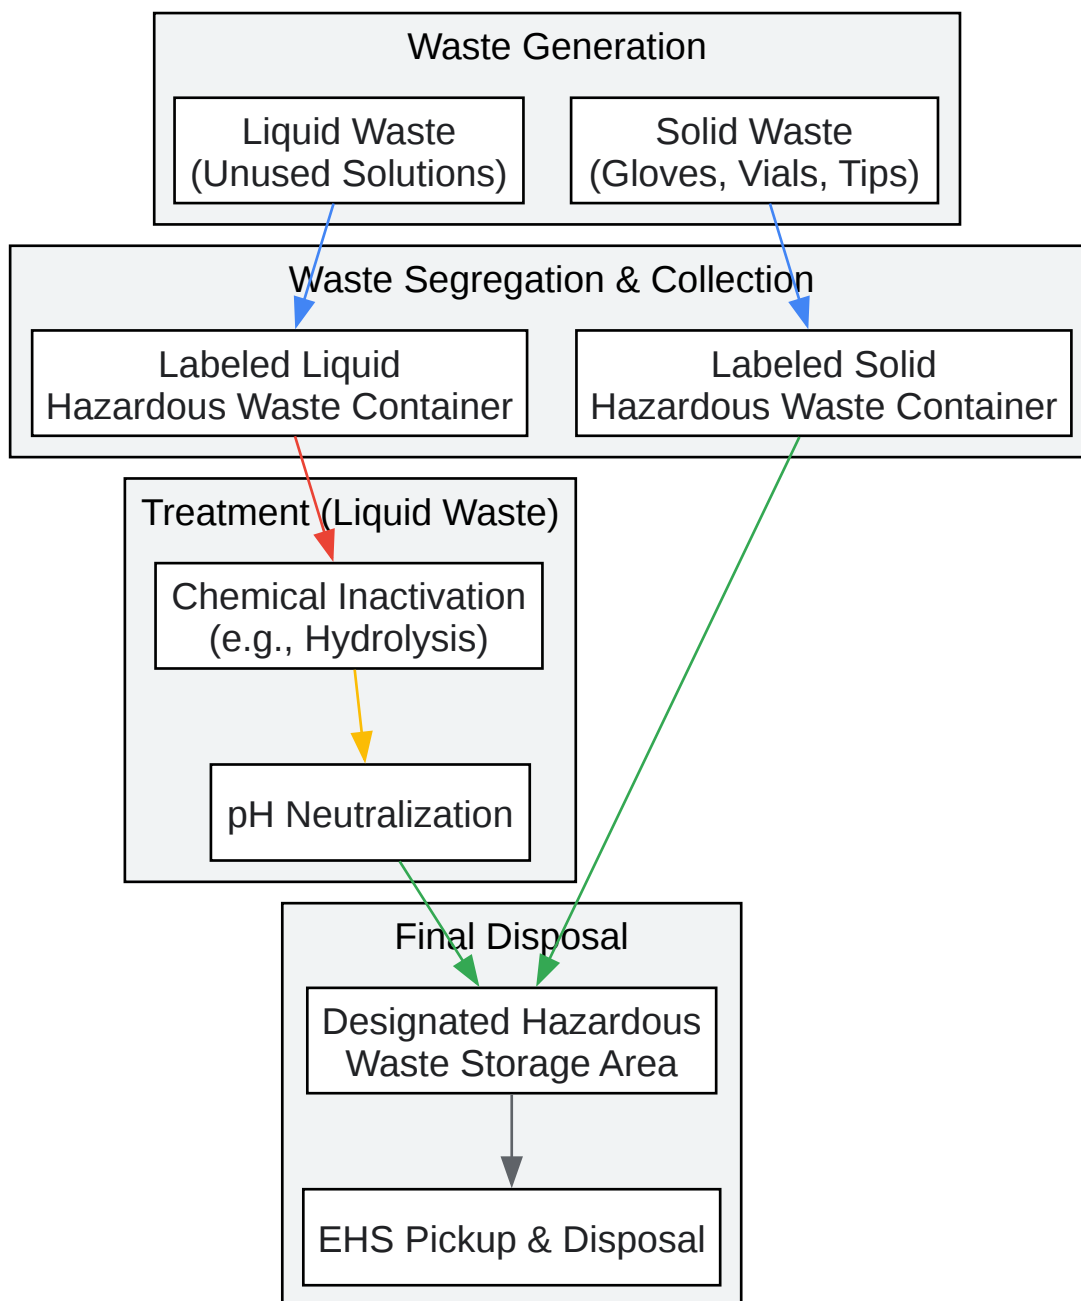 Waste Generation
Liquid Waste
(Unused Solutions)
Solid Waste
(Gloves, Vials, Tips)
Waste Segregation & Collection
Labeled Liquid
Hazardous Waste Container
Labeled Solid
Hazardous Waste Container
Treatment (Liquid Waste)
Chemical Inactivation
(e.g., Hydrolysis)
pH Neutralization
Final Disposal
Designated Hazardous
Waste Storage Area
EHS Pickup & Disposal